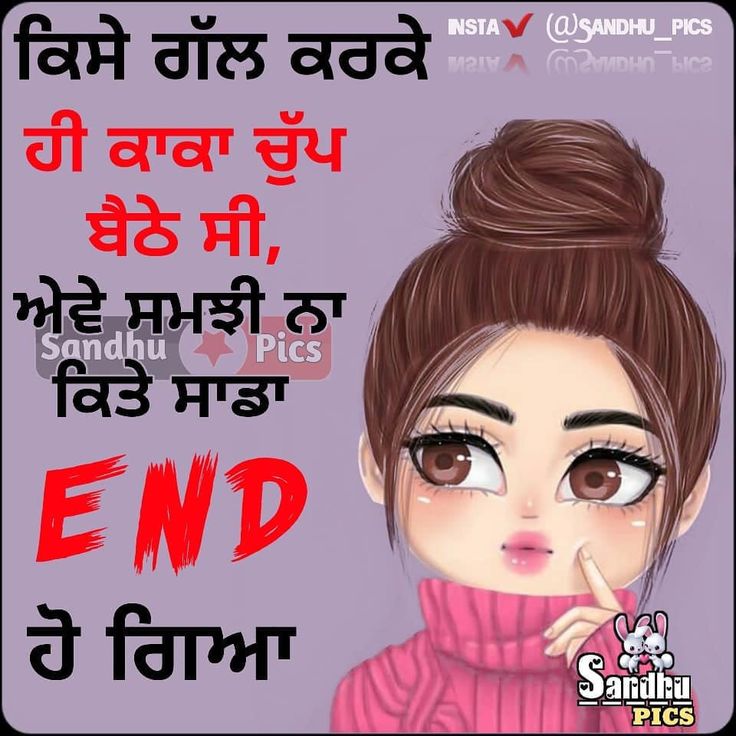 ਕਿਸੇ ਗੱਲ ਕਰਕੇ
INSTA✔ (@SANDHU_PICS
ਹੀ ਕਾਕਾ ਚੁੱਪ
ਬੈਠੇ ਸੀ,
ਐਵੇ ਸਮਝੀ ਨਾ
Sandhu Pics
ਕਿਤੇ ਸਾਡਾ
END
ਹੋ ਗਿਆ
Sandhu
PICS